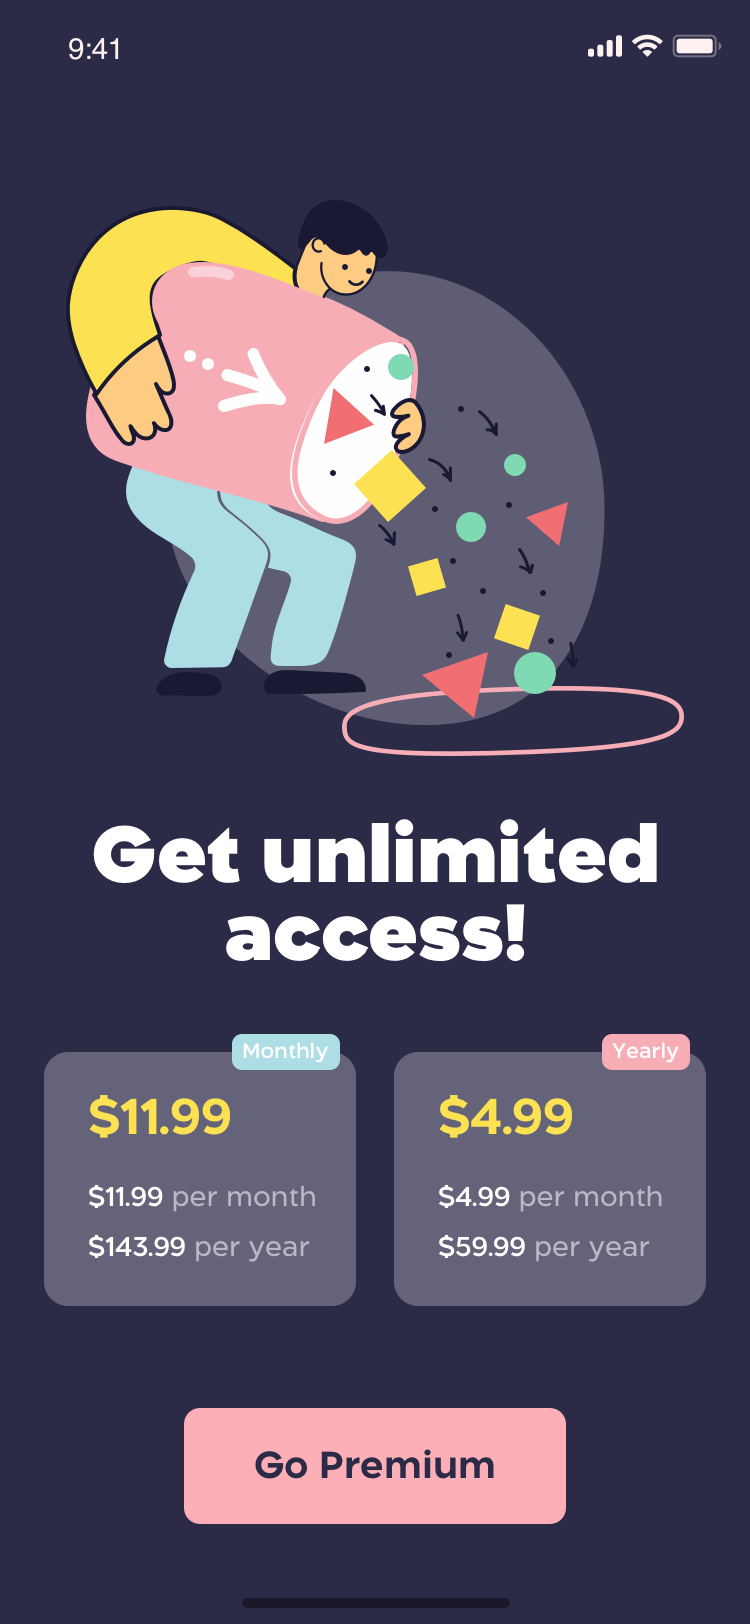 9:41
Get unlimited
access!
Monthly
$11.99
$11.99 per month
$143.99 per year
Yearly
$4.99
$4.99 per month
$59.99 per year
Go Premium